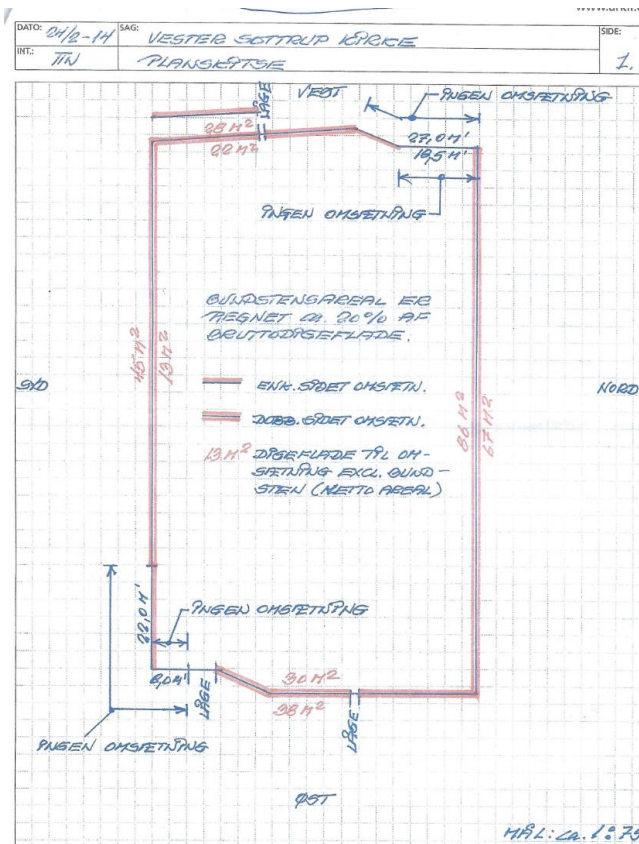 DATO: 24/2-14 SAG: VESTER SOTTRUP KIRKE SIDE:
INT.: TIN PLANSKITSE 1.
VEST
LÅGE
INGEN OMSÆTNING
28 M²
22 M²
27,0 M'
18,5 M'
INGEN OMSÆTNING
BUNDSTENSAREAL ER
REGNET CA. 20% AF
BRUTTODIGEFLADE.
45 M²
13 M²
SYD
NORD
ENK. SIDET OMSÆTN.
DOBB. SIDET OMSÆTN.
86 M²
67 M²
13 M² DIGEFLADE TIL OM-
SÆTNING EXCL. BUND-
STEN (NETTO AREAL)
INGEN OMSÆTNING
22,0 M'
LÅGE
30 M²
38 M²
LÅGE
INGEN OMSÆTNING
ØST
MÅL: CA. 1:75